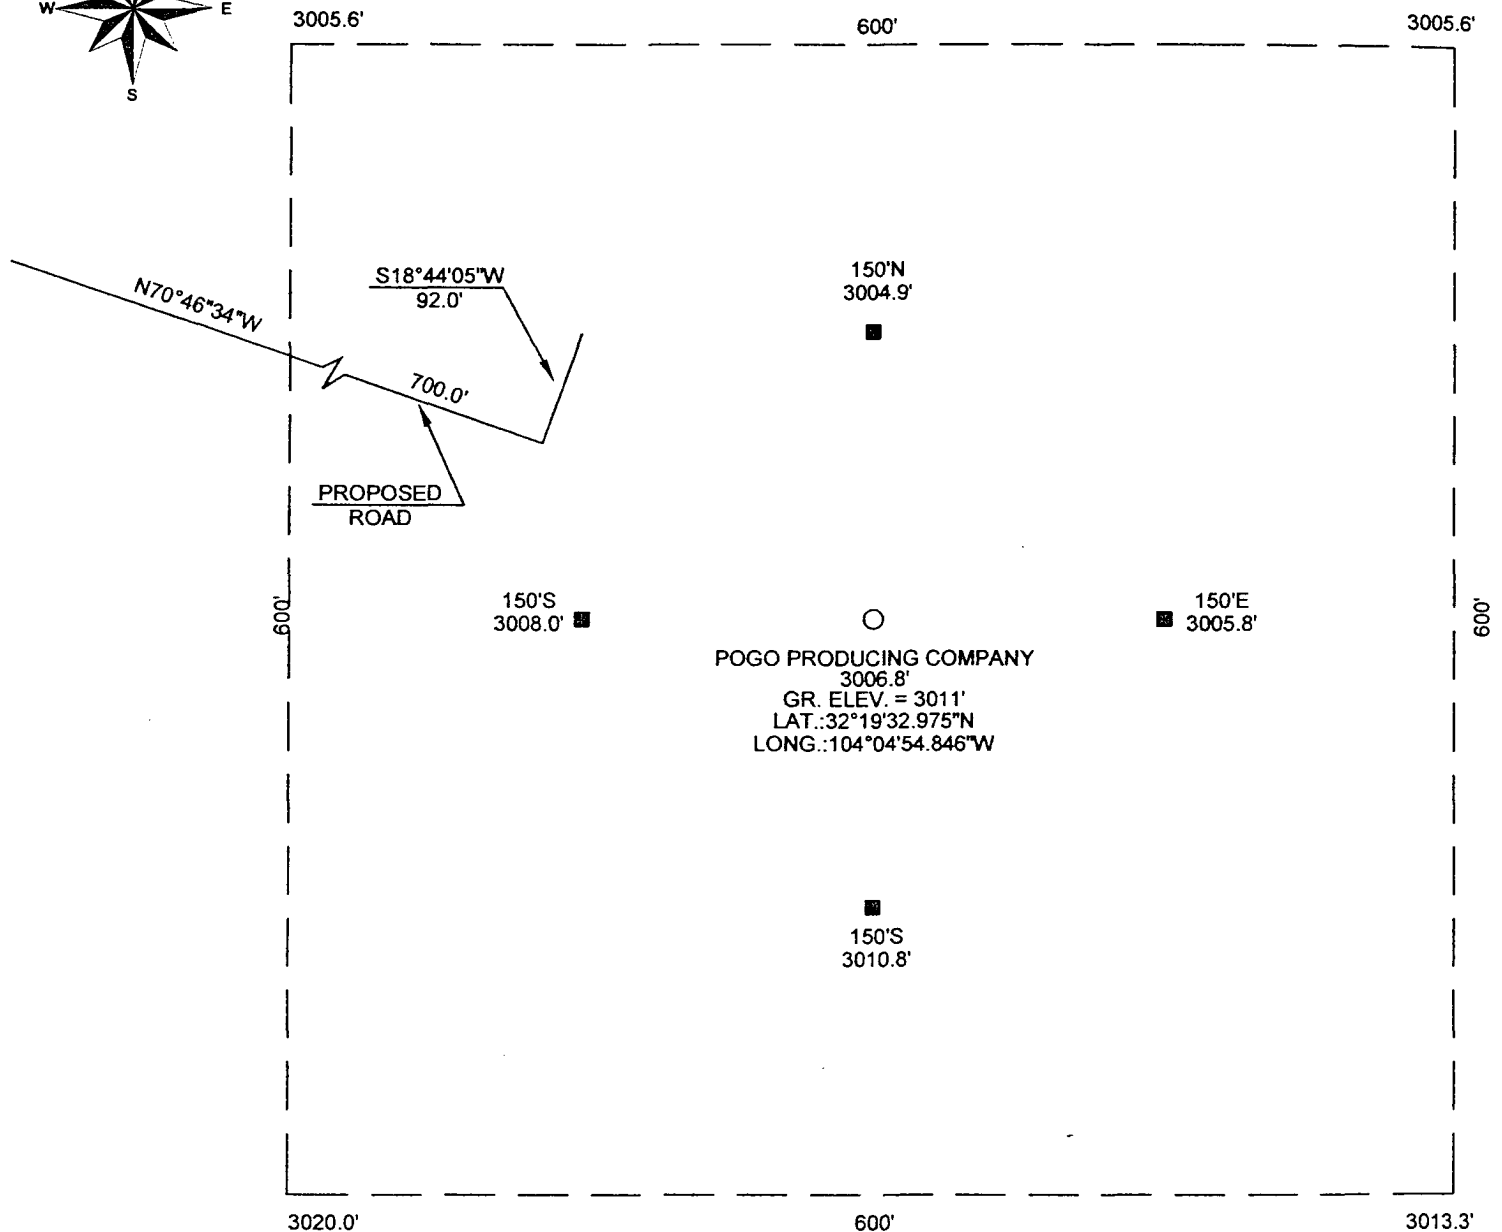 W
E
S
3005.6'
600'
3005.6'
N70°46'34"W
S18°44'05"W
92.0'
150'N
3004.9'
700.0'
PROPOSED
ROAD
600'
150'S
3008.0'
150'E
3005.8'
600'
POGO PRODUCING COMPANY
3006.8'
GR. ELEV. = 3011'
LAT.:32°19'32.975"N
LONG.:104°04'54.846"W
150'S
3010.8'
3020.0'
600'
3013.3'